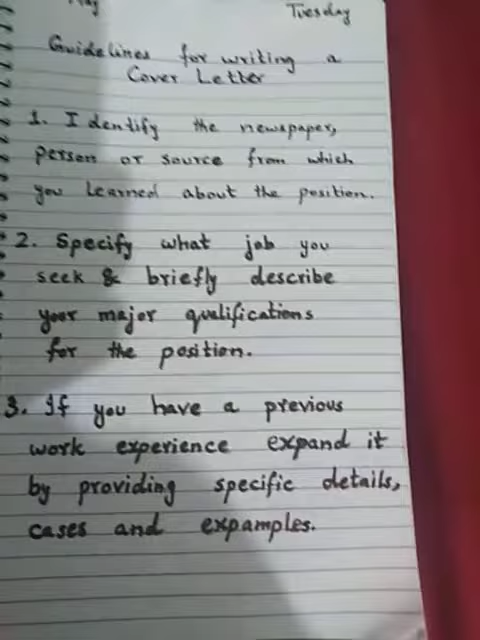 Tuesday
Guidelines for writing a
Cover Letter
1. Identify the newspaper,
person or source from which
you learned about the position.
2. Specify what job you
seek & briefly describe
your major qualifications
for the position.
3. If you have a previous
work experience expand it
by providing specific details,
cases and expamples.